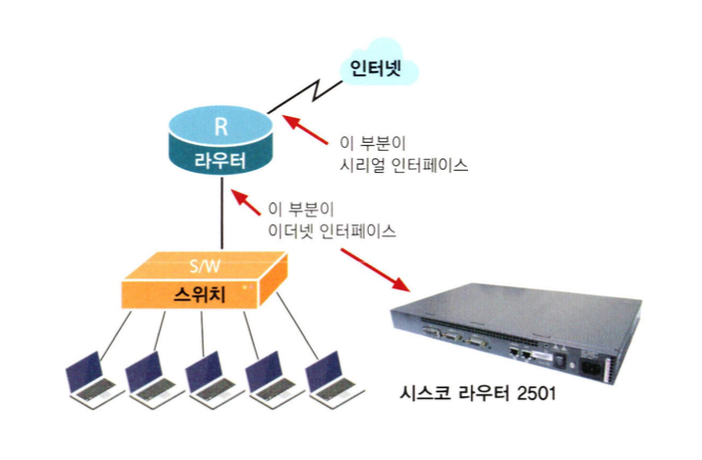 인터넷
R
라우터
이 부분이
시리얼 인터페이스
이 부분이
이더넷 인터페이스
S/W
스위치
시스코 라우터 2501